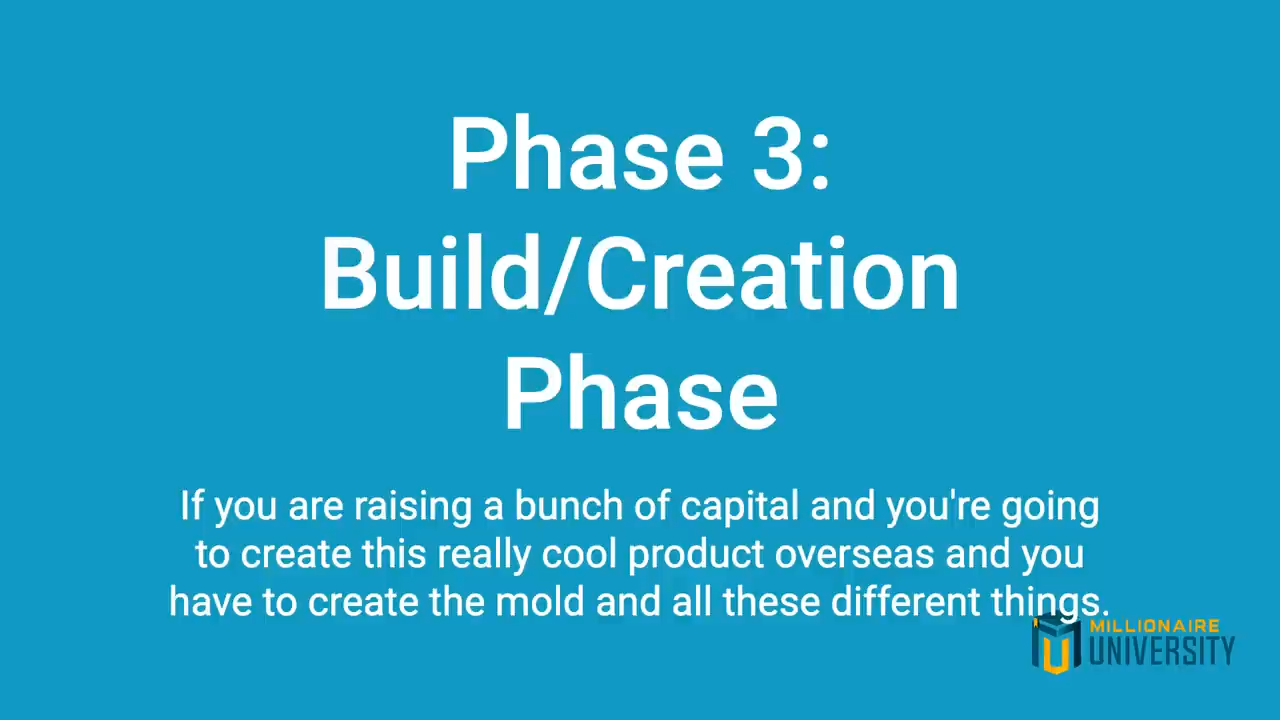 Phase 3:
Build/Creation
Phase
If you are raising a bunch of capital and you're going
to create this really cool product overseas and you
have to create the mold and all these different things.
MILLIONAIRE
UNIVERSITY